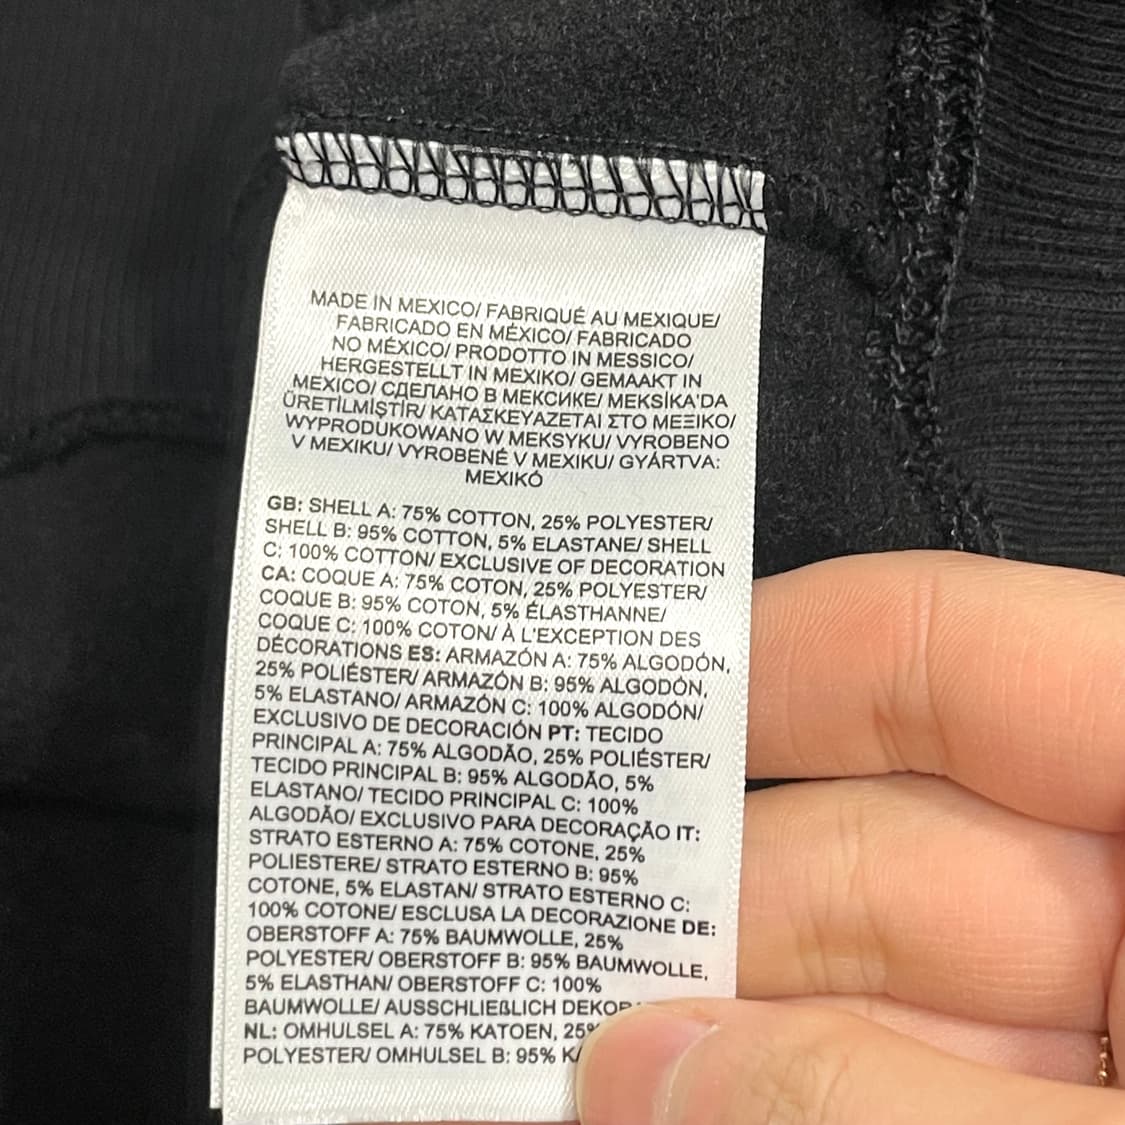 MADE IN MEXICO/ FABRIQUÉ AU MEXIQUE/
FABRICADO EN MÉXICO/ FABRICADO
NO MÉXICO/ PRODOTTO IN MESSICO/
HERGESTELLT IN MEXIKO/ GEMAAKT IN
MEXICO/ СДЕЛАНО В МЕКСИКЕ/ MEKSİKA'DA
ÜRETİLMİŞTİR/ ΚΑΤΑΣΚΕΥΑΖΕΤΑΙ ΣΤΟ ΜΕΞΙΚΟ/
WYPRODUKOWANO W MEKSYKU/ VYROBENO
V MEXIKU/ VYROBENÉ V MEXIKU/ GYÁRTVA:
MEXIKÓ
GB: SHELL A: 75% COTTON, 25% POLYESTER/
SHELL B: 95% COTTON, 5% ELASTANE/ SHELL
C: 100% COTTON/ EXCLUSIVE OF DECORATION
CA: COQUE A: 75% COTON, 25% POLYESTER/
COQUE B: 95% COTON, 5% ÉLASTHANNE/
COQUE C: 100% COTON/ À L'EXCEPTION DES
DÉCORATIONS ES: ARMAZÓN A: 75% ALGODÓN,
25% POLIÉSTER/ ARMAZÓN B: 95% ALGODÓN,
5% ELASTANO/ ARMAZÓN C: 100% ALGODÓN/
EXCLUSIVO DE DECORACIÓN PT: TECIDO
PRINCIPAL A: 75% ALGODÃO, 25% POLIÉSTER/
TECIDO PRINCIPAL B: 95% ALGODÃO, 5%
ELASTANO/ TECIDO PRINCIPAL C: 100%
ALGODÃO/ EXCLUSIVO PARA DECORAÇÃO IT:
STRATO ESTERNO A: 75% COTONE, 25%
POLIESTERE/ STRATO ESTERNO B: 95%
COTONE, 5% ELASTAN/ STRATO ESTERNO C:
100% COTONE/ ESCLUSA LA DECORAZIONE DE:
OBERSTOFF A: 75% BAUMWOLLE, 25%
POLYESTER/ OBERSTOFF B: 95% BAUMWOLLE,
5% ELASTHAN/ OBERSTOFF C: 100%
BAUMWOLLE/ AUSSCHLIEßLICH
NL: OMHULSEL A: 75% KATOEN, 25%
POLYESTER/ OMHULSEL B: 95%